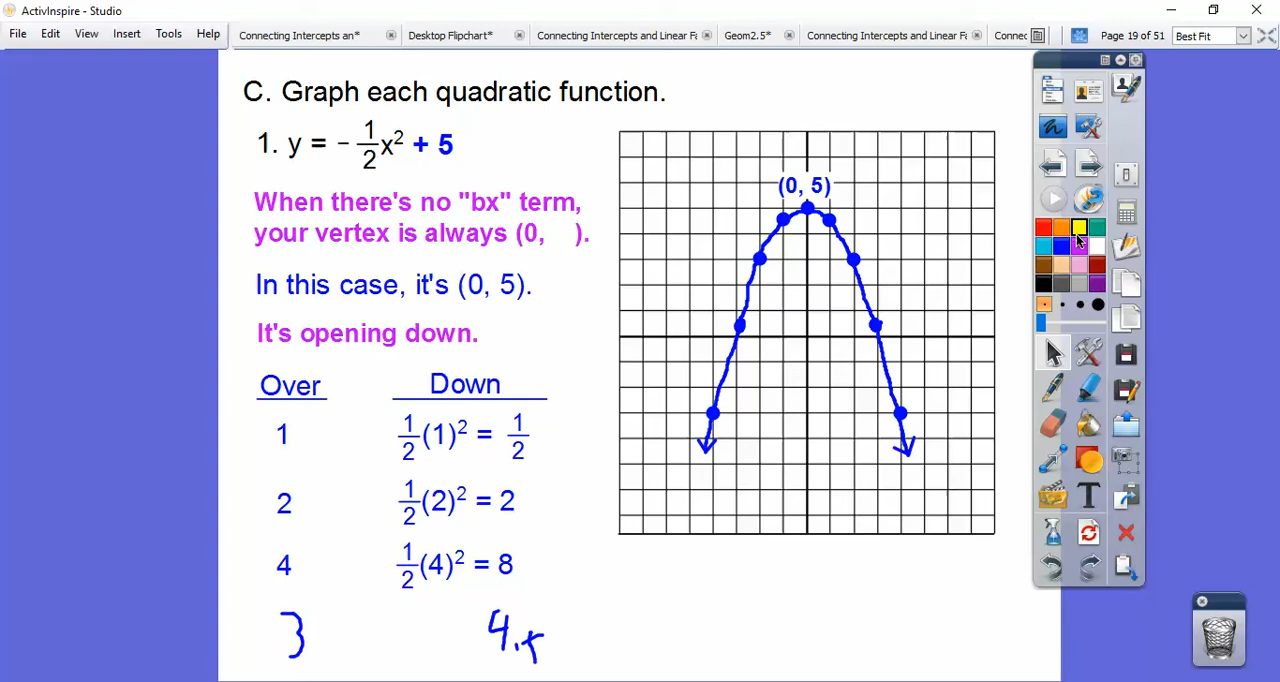 ActivInspire - Studio
File Edit View Insert Tools Help
Connecting Intercepts an* Desktop Flipchart* Connecting Intercepts and Linear Fa Geom2.5* Connecting Intercepts and Linear Fa Connec Page 19 of 51 Best Fit
C. Graph each quadratic function.
1. y = - 1/2 x² + 5
When there's no "bx" term,
your vertex is always (0, ).
In this case, it's (0, 5).
It's opening down.
Over Down
1 1/2 (1)² = 1/2
2 1/2 (2)² = 2
4 1/2 (4)² = 8
3
(0, 5)